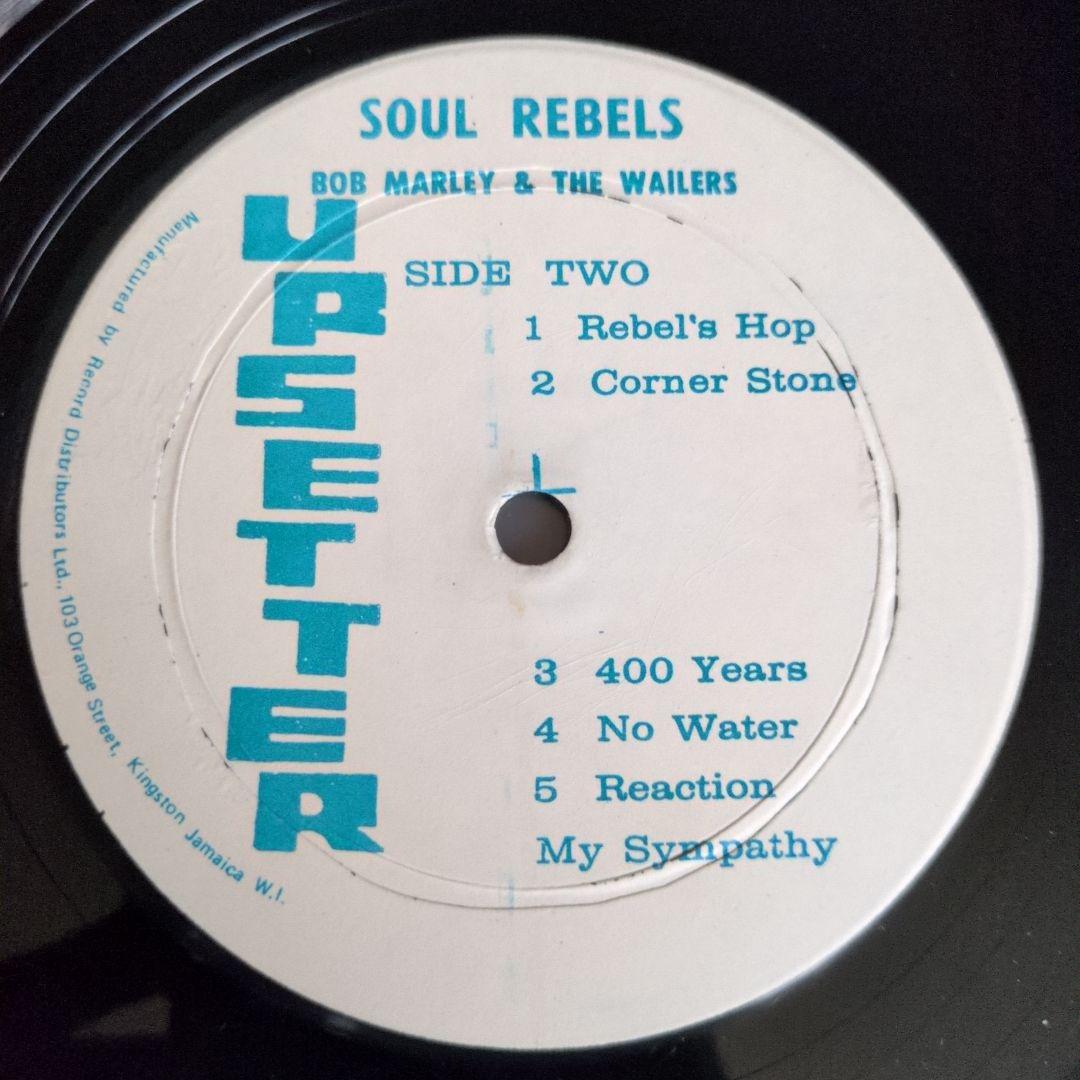 SOUL REBELS
BOB MARLEY & THE WAILERS
UPSETTER
SIDE TWO
1 Rebel's Hop
2 Corner Stone
3 400 Years
4 No Water
5 Reaction
My Sympathy
Manufactured by Record Distributors Ltd., 103 Orange Street, Kingston Jamaica W.I.